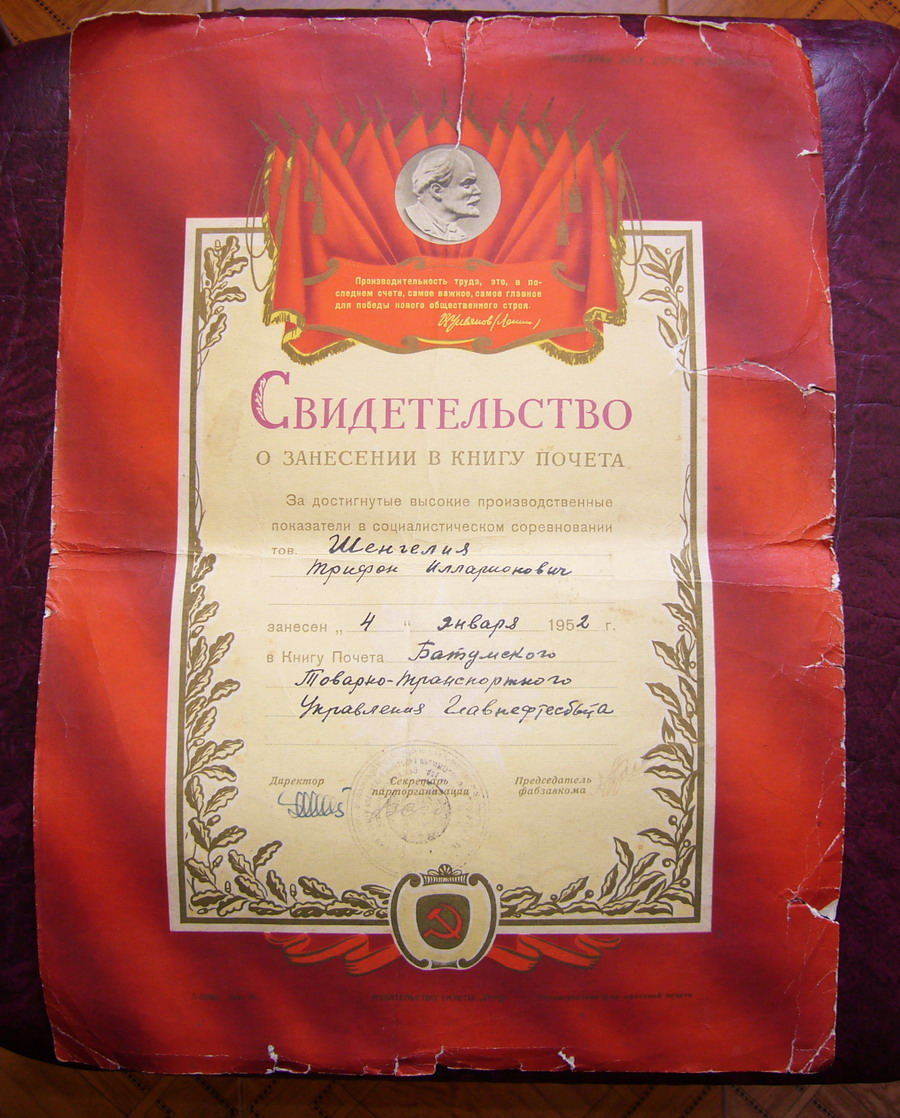 Производительность труда, это, в по-
следнем счете, самое важное, самое главное
для победы нового общественного строя.
В.Ульянов (Ленин)
СВИДЕТЕЛЬСТВО
О ЗАНЕСЕНИИ В КНИГУ ПОЧЕТА
За достигнутые высокие производственные
показатели в социалистическом соревновании
тов. Шенгелия
Трифон Илларионович
занесен „ 4 “ января 1952 г.
в Книгу Почета Батумского
Товарно-транспортного
Управления Главнефтесбыта
Директор Секретарь парторганизации Председатель фабзавкома